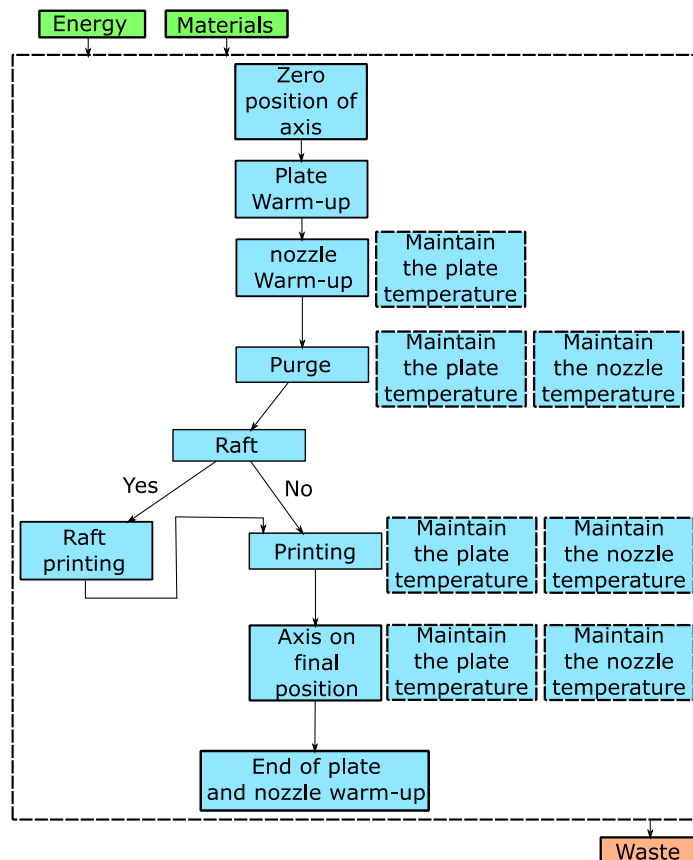 Energy
Materials
Zero
position of
axis
Plate
Warm-up
nozzle
Warm-up
Maintain
the plate
temperature
Purge
Maintain
the plate
temperature
Maintain
the nozzle
temperature
Raft
Yes
No
Raft
printing
Printing
Maintain
the plate
temperature
Maintain
the nozzle
temperature
Axis on
final
position
Maintain
the plate
temperature
Maintain
the nozzle
temperature
End of plate
and nozzle warm-up
Waste